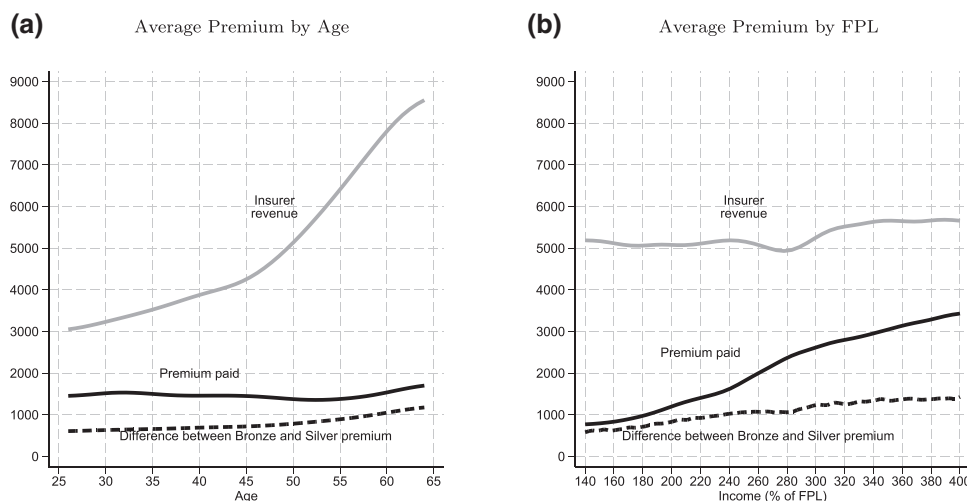 (a)
Average Premium by Age
9000
8000
7000
6000
5000
4000
3000
2000
1000
0
Insurer
revenue
Premium paid
Difference between Bronze and Silver premium
25 30 35 40 45 50 55 60 65
Age
(b)
Average Premium by FPL
9000
8000
7000
6000
5000
4000
3000
2000
1000
0
Insurer
revenue
Premium paid
Difference between Bronze and Silver premium
140 160 180 200 220 240 260 280 300 320 340 360 380 400
Income (% of FPL)